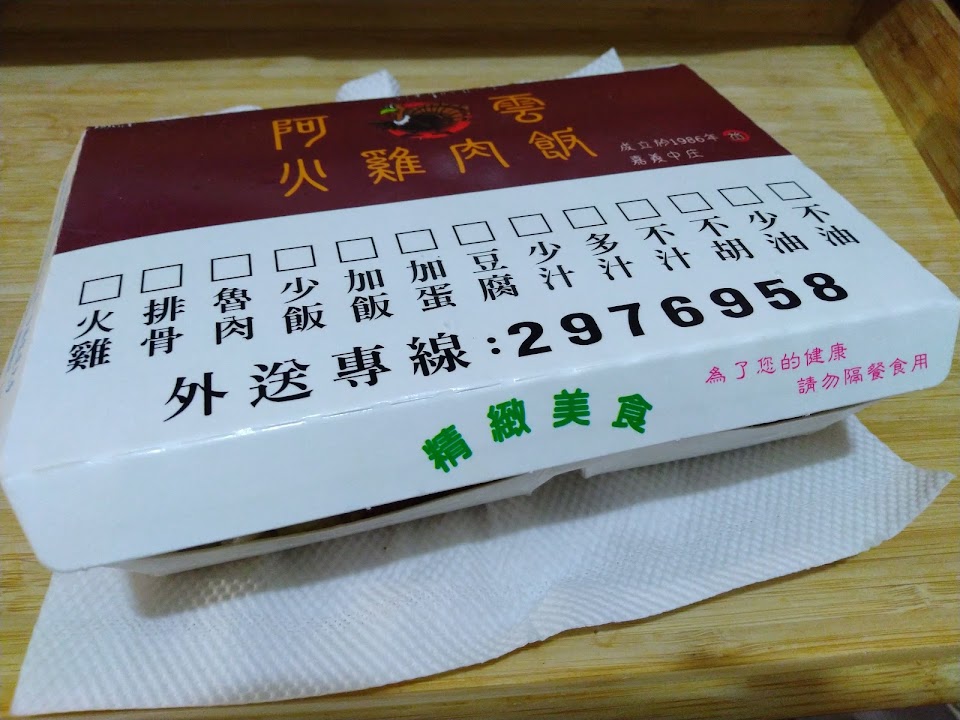 阿雲
火雞肉飯
成立於1986年
嘉義中庄
□火雞 □排骨 □魯肉 □少飯 □加飯 □加蛋 □豆腐 □少汁 □多汁 □不汁 □不胡 □少油 □不油
外送專線:2976958
為了您的健康
請勿隔餐食用
精緻美食